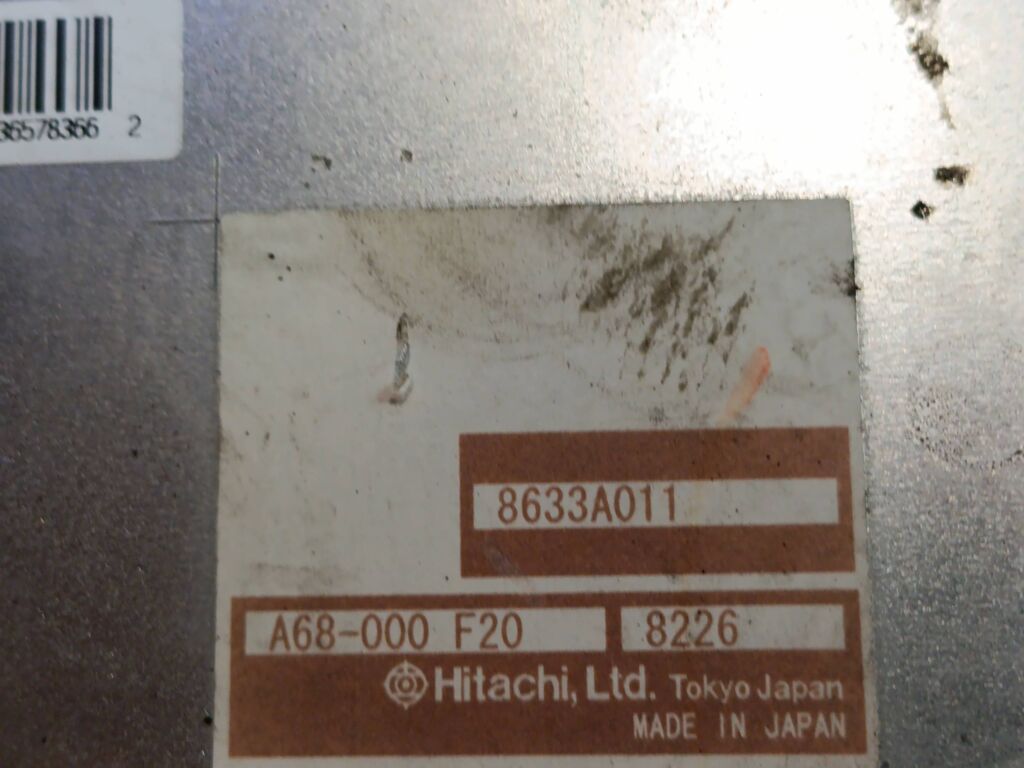 36578366 2
8633A011
A68-000 F20 8226
Hitachi, Ltd. Tokyo Japan
MADE IN JAPAN